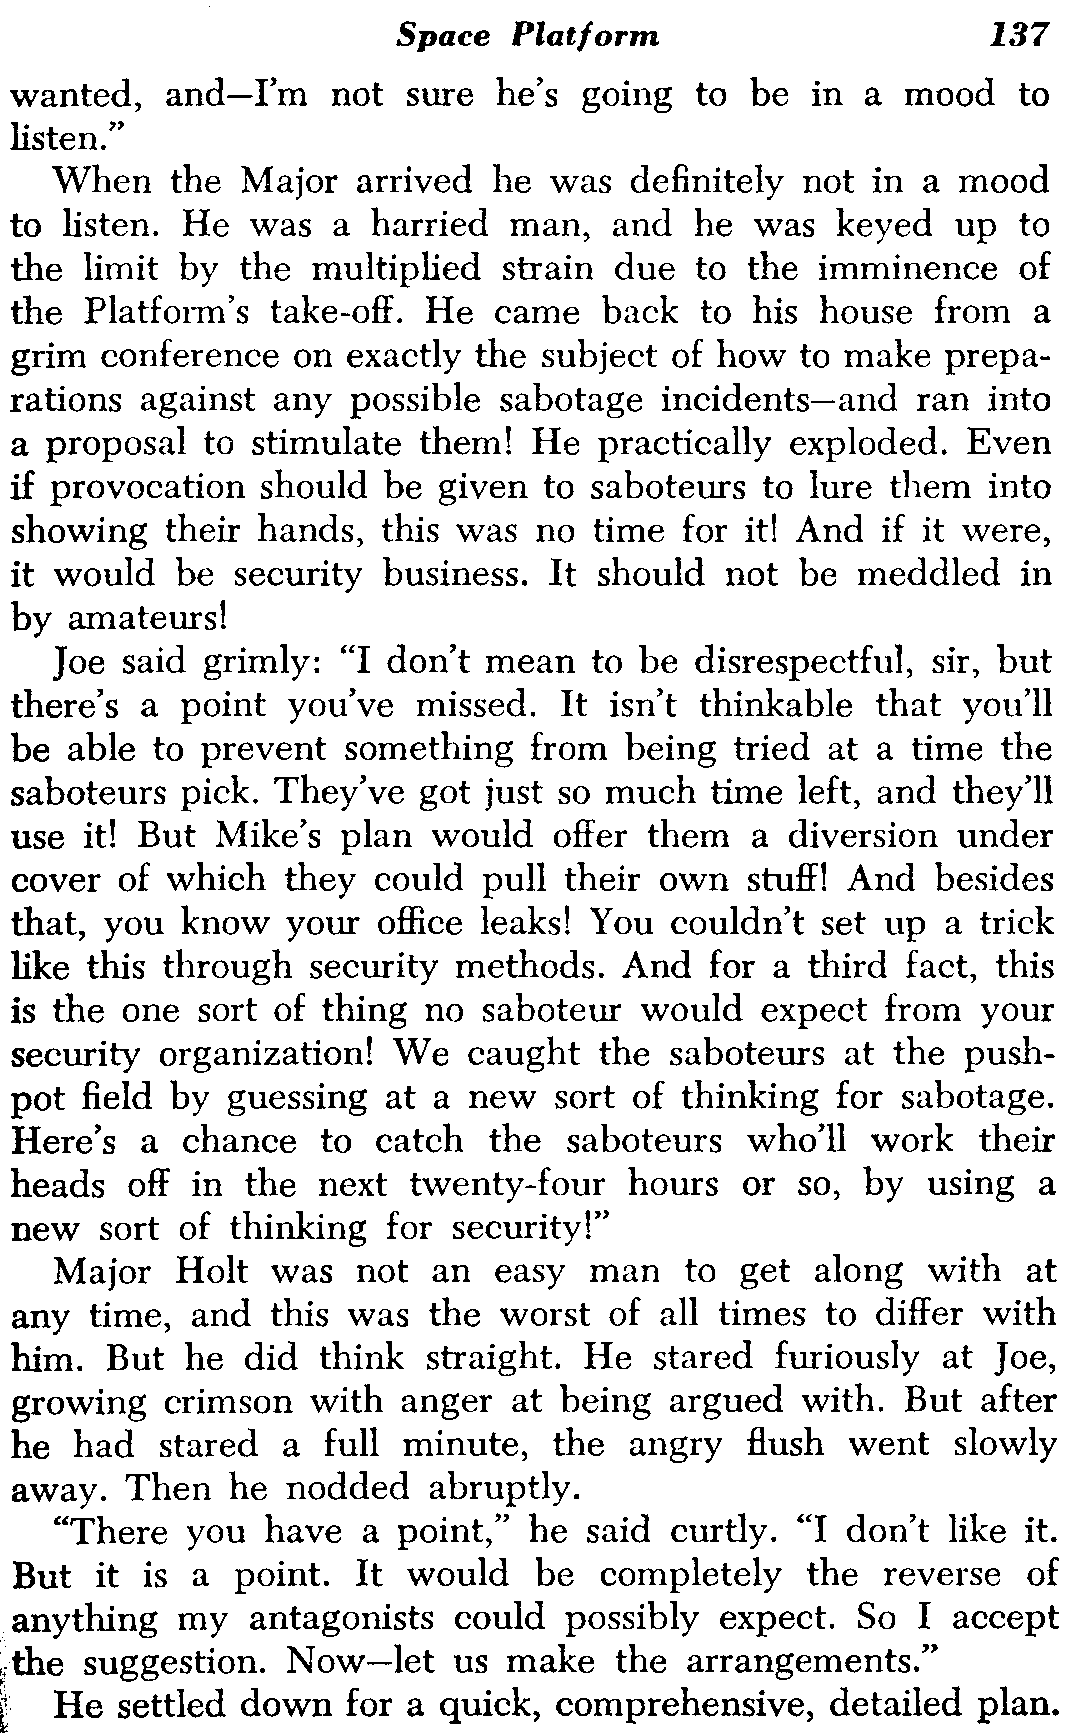 Space Platform 137
wanted, and—I'm not sure he's going to be in a mood to
listen."
When the Major arrived he was definitely not in a mood
to listen. He was a harried man, and he was keyed up to
the limit by the multiplied strain due to the imminence of
the Platform's take-off. He came back to his house from a
grim conference on exactly the subject of how to make prepa-
rations against any possible sabotage incidents—and ran into
a proposal to stimulate them! He practically exploded. Even
if provocation should be given to saboteurs to lure them into
showing their hands, this was no time for it! And if it were,
it would be security business. It should not be meddled in
by amateurs!
Joe said grimly: "I don't mean to be disrespectful, sir, but
there's a point you've missed. It isn't thinkable that you'll
be able to prevent something from being tried at a time the
saboteurs pick. They've got just so much time left, and they'll
use it! But Mike's plan would offer them a diversion under
cover of which they could pull their own stuff! And besides
that, you know your office leaks! You couldn't set up a trick
like this through security methods. And for a third fact, this
is the one sort of thing no saboteur would expect from your
security organization! We caught the saboteurs at the push-
pot field by guessing at a new sort of thinking for sabotage.
Here's a chance to catch the saboteurs who'll work their
heads off in the next twenty-four hours or so, by using a
new sort of thinking for security!"
Major Holt was not an easy man to get along with at
any time, and this was the worst of all times to differ with
him. But he did think straight. He stared furiously at Joe,
growing crimson with anger at being argued with. But after
he had stared a full minute, the angry flush went slowly
away. Then he nodded abruptly.
"There you have a point," he said curtly. "I don't like it.
But it is a point. It would be completely the reverse of
anything my antagonists could possibly expect. So I accept
the suggestion. Now—let us make the arrangements."
He settled down for a quick, comprehensive, detailed plan.